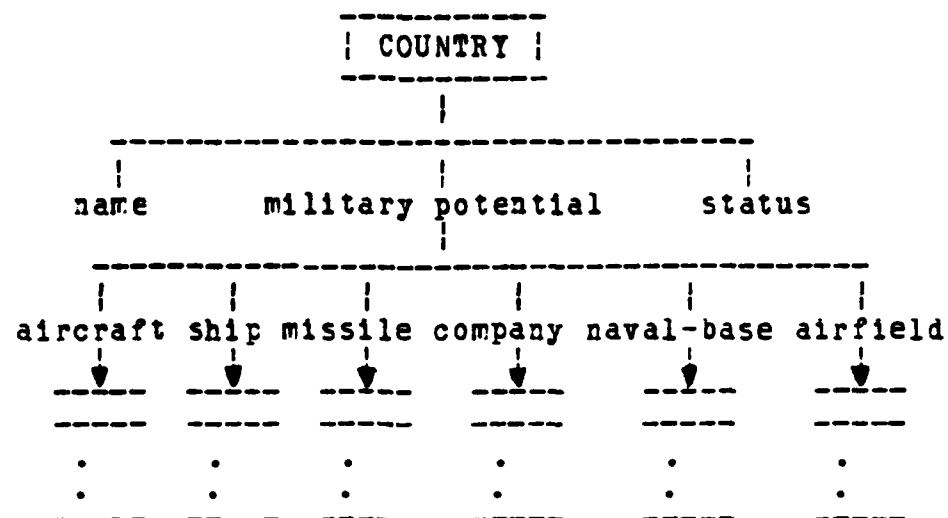 COUNTRY
name military potential status
aircraft ship missile company naval-base airfield